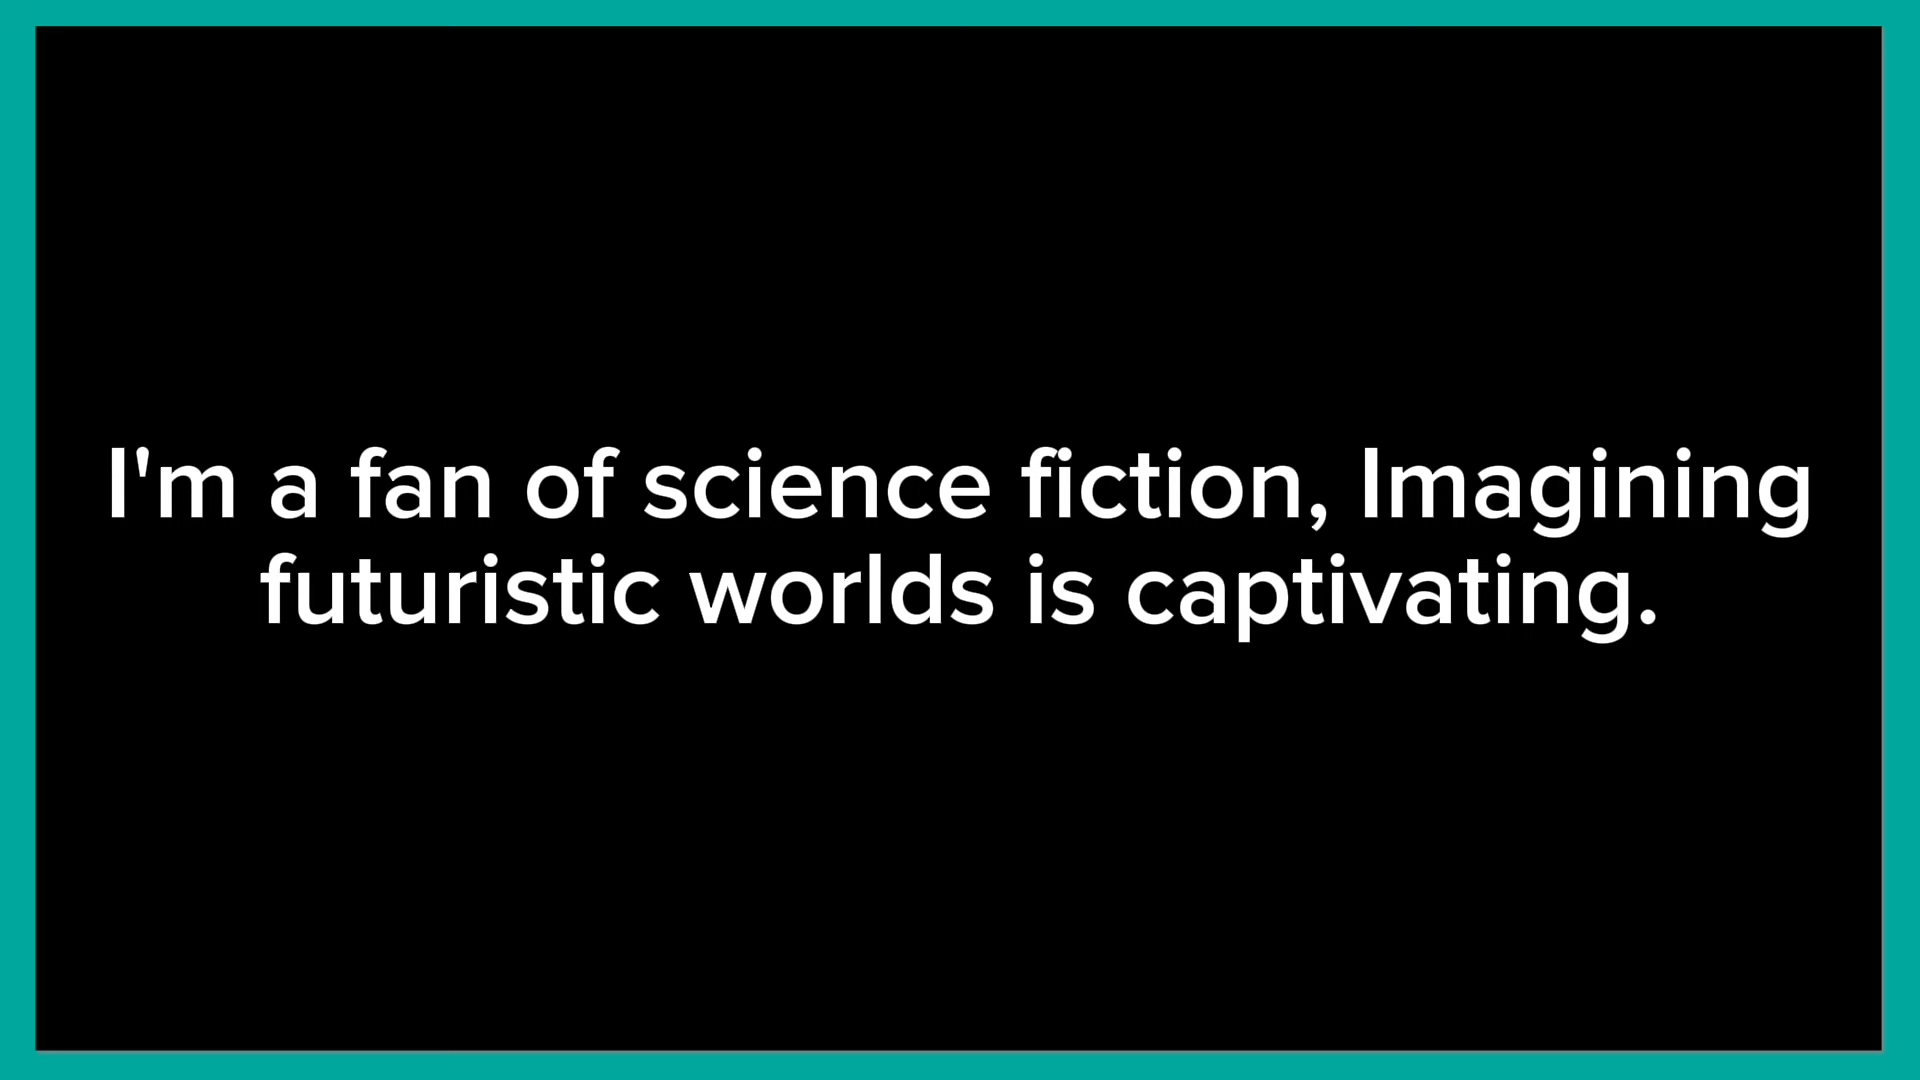 I'm a fan of science fiction, Imagining
futuristic worlds is captivating.